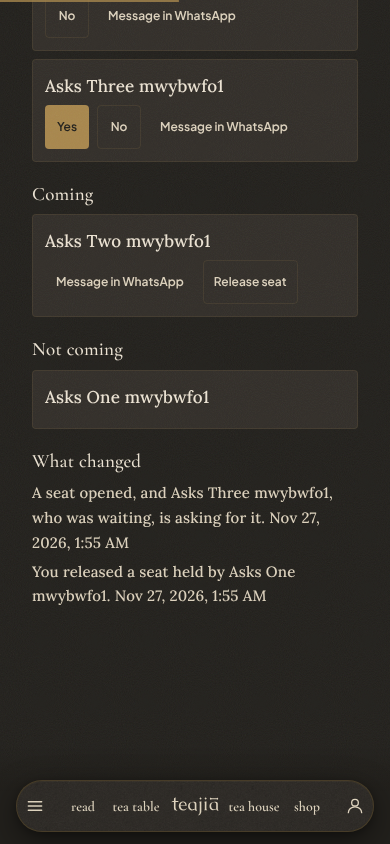 No Message in WhatsApp
Asks Three mwybwfo1
Yes No Message in WhatsApp
Coming
Asks Two mwybwfo1
Message in WhatsApp Release seat
Not coming
Asks One mwybwfo1
What changed
A seat opened, and Asks Three mwybwfo1,
who was waiting, is asking for it. Nov 27,
2026, 1:55 AM
You released a seat held by Asks One
mwybwfo1. Nov 27, 2026, 1:55 AM
read tea table teajiā tea house shop